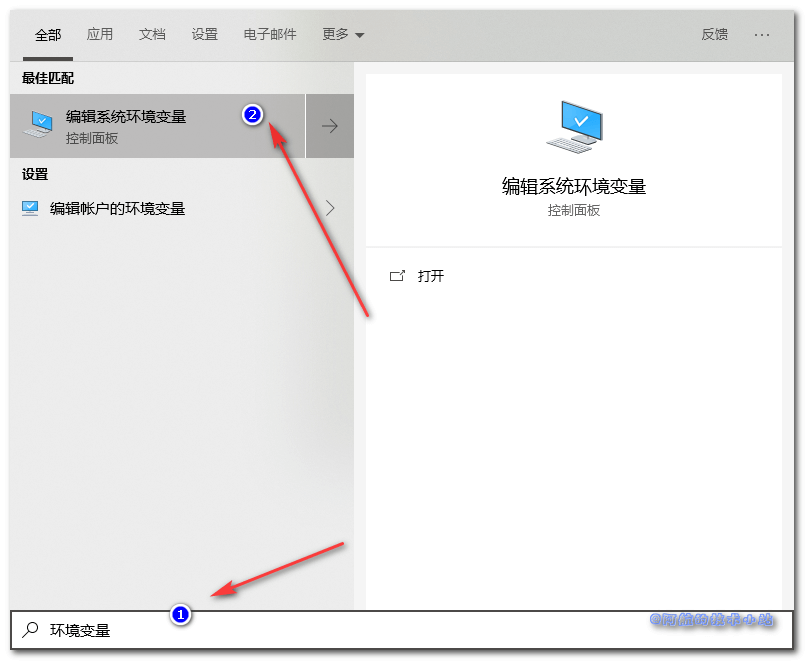 全部 应用 文档 设置 电子邮件 更多 反馈 ...
最佳匹配
编辑系统环境变量
控制面板
2
设置
编辑帐户的环境变量
编辑系统环境变量
控制面板
打开
1
环境变量